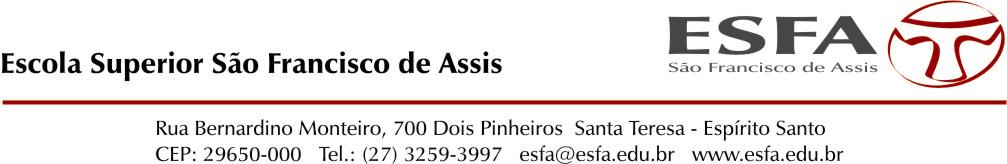 Escola Superior São Francisco de Assis
ESFA
São Francisco de Assis
Rua Bernardino Monteiro, 700 Dois Pinheiros Santa Teresa - Espírito Santo
CEP: 29650-000 Tel.: (27) 3259-3997 esfa@esfa.edu.br www.esfa.edu.br